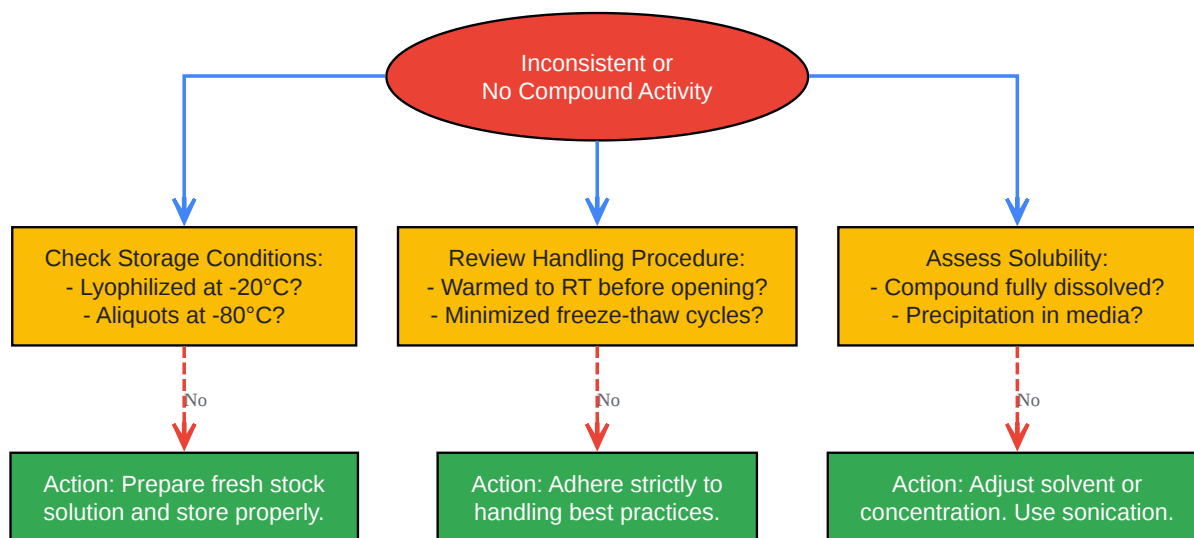 Inconsistent or
No Compound Activity
Check Storage Conditions:
- Lyophilized at -20°C?
- Aliquots at -80°C?
Review Handling Procedure:
- Warmed to RT before opening?
- Minimized freeze-thaw cycles?
Assess Solubility:
- Compound fully dissolved?
- Precipitation in media?
No
No
No
Action: Prepare fresh stock
solution and store properly.
Action: Adhere strictly to
handling best practices.
Action: Adjust solvent or
concentration. Use sonication.